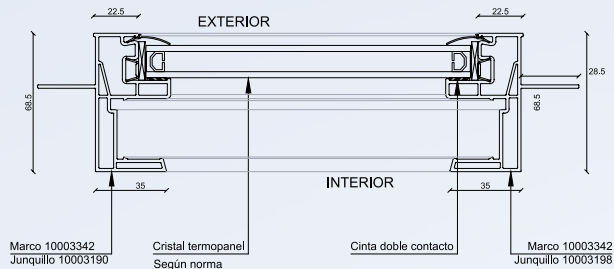 22.5
22.5
EXTERIOR
68.5
28.5
68.5
35
INTERIOR
35
Marco 10003342
Junquillo 10003190
Cristal termopanel
Según norma
Cinta doble contacto
Marco 10003342
Junquillo 10003198